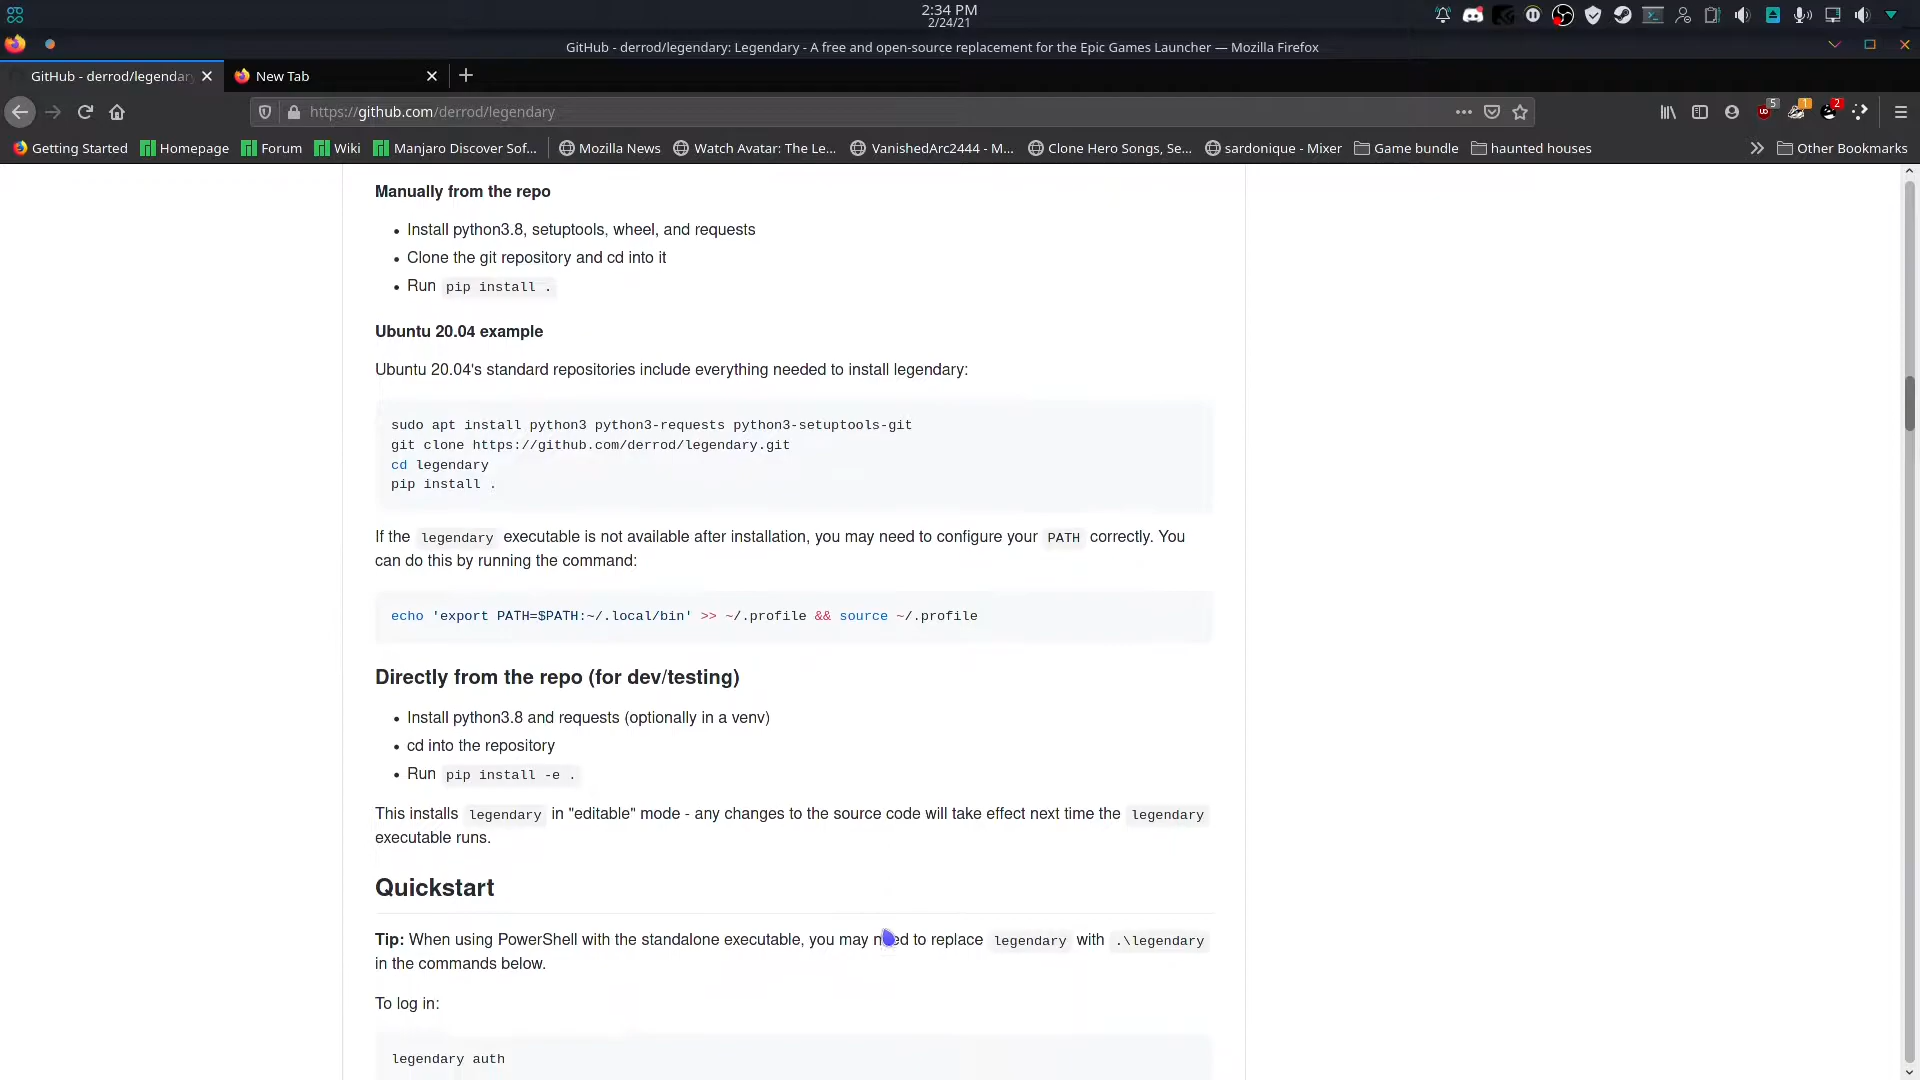 2:34 PM
2/24/21
GitHub - derrod/legendary: Legendary - A free and open-source replacement for the Epic Games Launcher — Mozilla Firefox
GitHub - derrod/legendary
New Tab
https://github.com/derrod/legendary
5
1
2
Getting Started
Homepage
Forum
Wiki
Manjaro Discover Sof...
Mozilla News
Watch Avatar: The Le...
VanishedArc2444 - M...
Clone Hero Songs, Se...
sardonique - Mixer
Game bundle
haunted houses
Other Bookmarks
Manually from the repo
• Install python3.8, setuptools, wheel, and requests
• Clone the git repository and cd into it
• Run pip install .
Ubuntu 20.04 example
Ubuntu 20.04's standard repositories include everything needed to install legendary:
sudo apt install python3 python3-requests python3-setuptools-git
git clone https://github.com/derrod/legendary.git
cd legendary
pip install .
If the legendary executable is not available after installation, you may need to configure your PATH correctly. You
can do this by running the command:
echo 'export PATH=$PATH:~/.local/bin' >> ~/.profile && source ~/.profile
Directly from the repo (for dev/testing)
• Install python3.8 and requests (optionally in a venv)
• cd into the repository
• Run pip install -e .
This installs legendary in "editable" mode - any changes to the source code will take effect next time the legendary
executable runs.
Quickstart
Tip: When using PowerShell with the standalone executable, you may need to replace legendary with .\legendary
in the commands below.
To log in:
legendary auth